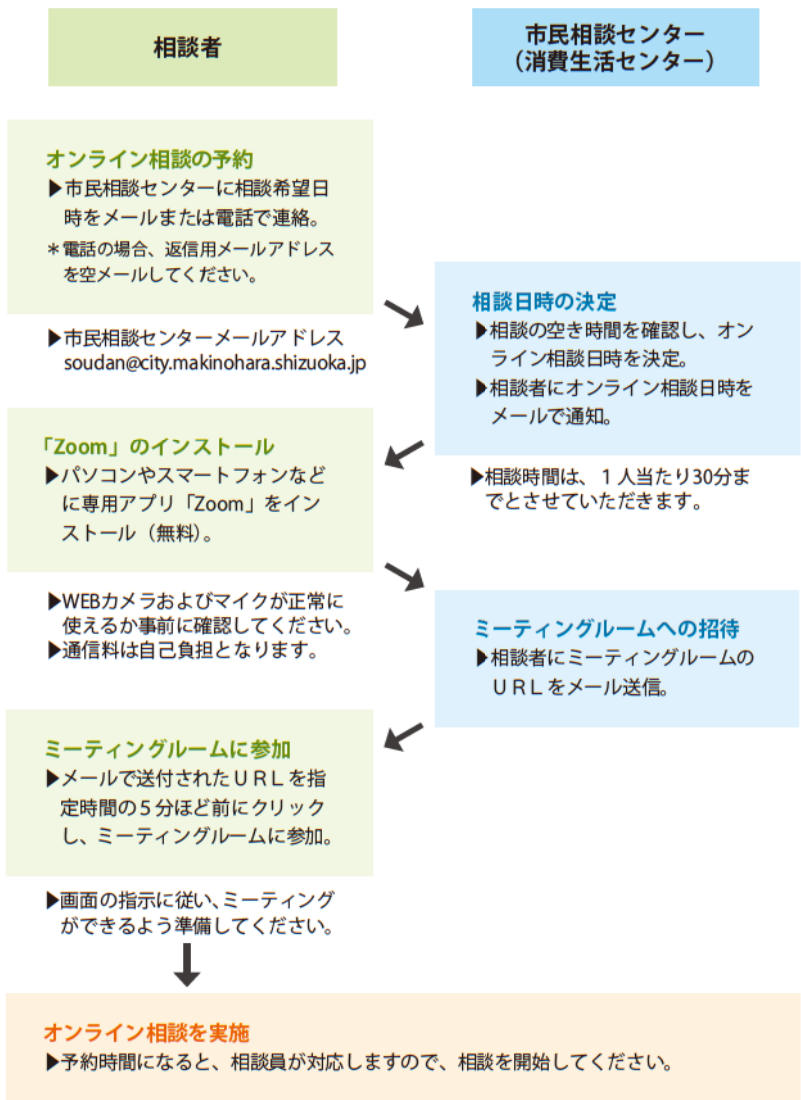 相談者
市民相談センター
（消費生活センター）
オンライン相談の予約
▶市民相談センターに相談希望日
時をメールまたは電話で連絡。
＊電話の場合、返信用メールアドレス
を空メールしてください。
▶市民相談センターメールアドレス
soudan@city.makinohara.shizuoka.jp
相談日時の決定
▶相談の空き時間を確認し、オン
ライン相談日時を決定。
▶相談者にオンライン相談日時を
メールで通知。
▶相談時間は、１人当たり30分ま
でとさせていただきます。
「Zoom」のインストール
▶パソコンやスマートフォンなど
に専用アプリ「Zoom」をイン
ストール（無料）。
▶WEBカメラおよびマイクが正常に
使えるか事前に確認してください。
▶通信料は自己負担となります。
ミーティングルームへの招待
▶相談者にミーティングルームの
ＵＲＬをメール送信。
ミーティングルームに参加
▶メールで送付されたＵＲＬを指
定時間の５分ほど前にクリック
し、ミーティングルームに参加。
▶画面の指示に従い、ミーティング
ができるよう準備してください。
オンライン相談を実施
▶予約時間になると、相談員が対応しますので、相談を開始してください。